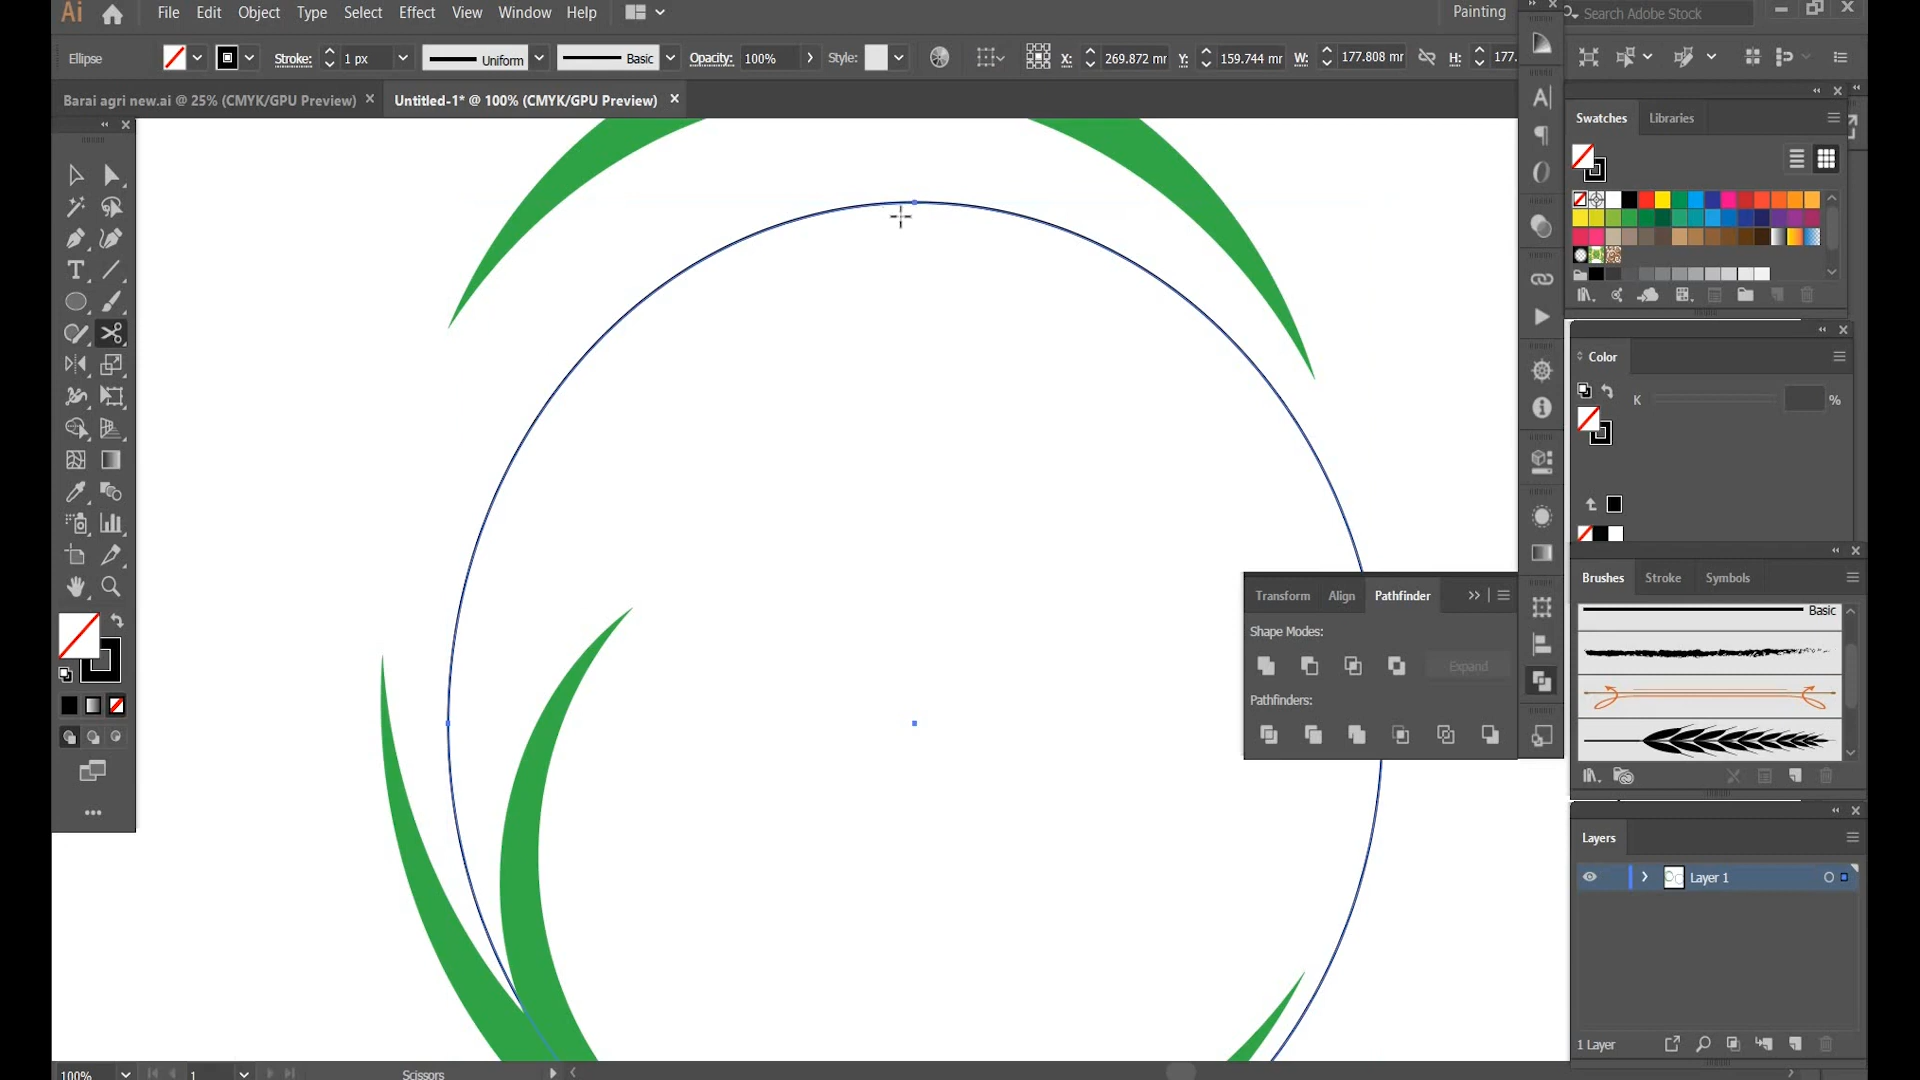 Ai File Edit Object Type Select Effect View Window Help Painting Search Adobe Stock
Ellipse Stroke: 1 px Uniform Basic Opacity: 100% Style: X: 269.872 mr Y: 159.744 mr W: 177.808 mr H: 177.
Barai agri new.ai @ 25% (CMYK/GPU Preview) Untitled-1* @ 100% (CMYK/GPU Preview)
Swatches Libraries
Color
K %
Brushes Stroke Symbols
Basic
Transform Align Pathfinder
Shape Modes:
Expand
Pathfinders:
Layers
Layer 1
1 Layer
100% 1 Scissors